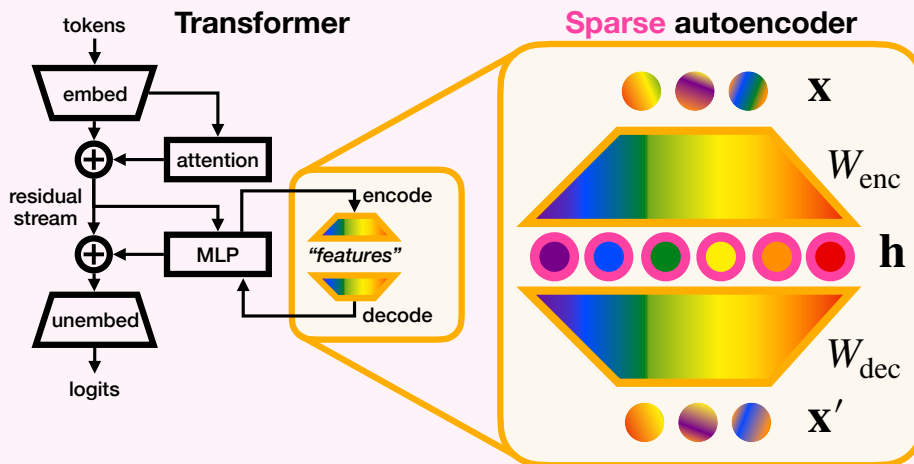 Transformer
tokens
embed
attention
residual
stream
MLP
unembed
logits
encode
“features”
decode
Sparse autoencoder
x
W_enc
h
W_dec
x′